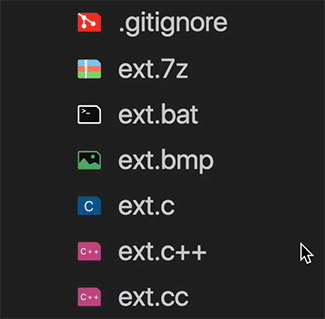 .gitignore
ext.7z
>_ ext.bat
ext.bmp
C ext.c
C++ ext.c++
C++ ext.cc